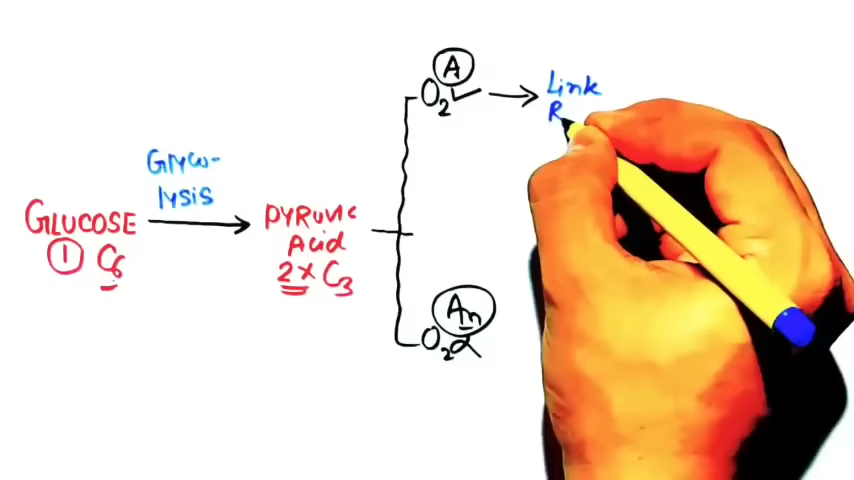 GLYCO-
LYSIS
GLUCOSE
1 C6
PYRUVIC
Acid
2 x C3
A
O2 ✓
Link
R
An
O2 x